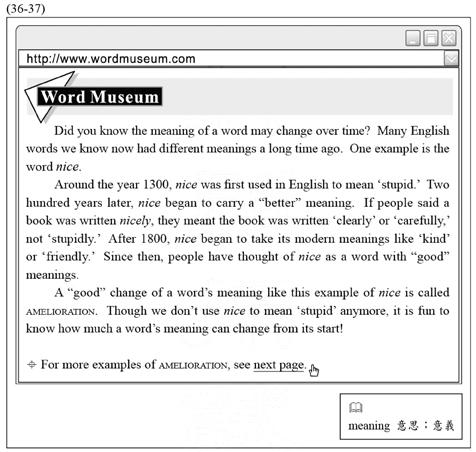 (36-37)
http://www.wordmuseum.com
Word Museum
Did you know the meaning of a word may change over time? Many English
words we know now had different meanings a long time ago. One example is the
word nice.
Around the year 1300, nice was first used in English to mean ‘stupid.’ Two
hundred years later, nice began to carry a “better” meaning. If people said a
book was written nicely, they meant the book was written ‘clearly’ or ‘carefully,’
not ‘stupidly.’ After 1800, nice began to take its modern meanings like ‘kind’
or ‘friendly.’ Since then, people have thought of nice as a word with “good”
meanings.
A “good” change of a word’s meaning like this example of nice is called
AMELIORATION. Though we don’t use nice to mean ‘stupid’ anymore, it is fun to
know how much a word’s meaning can change from its start!
For more examples of AMELIORATION, see next page.
meaning 意思；意義